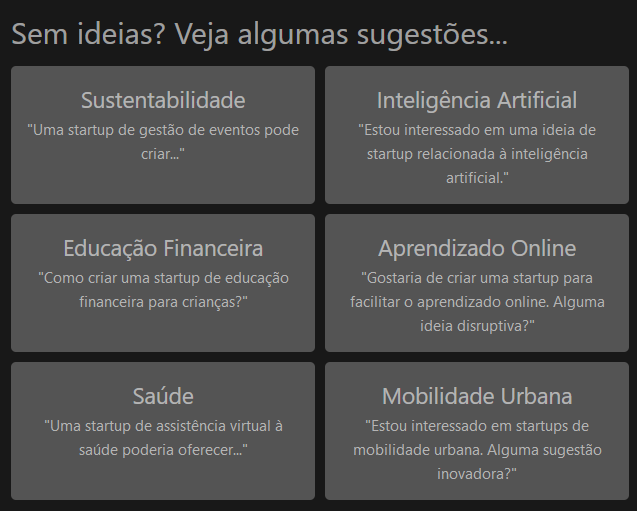 Sem ideias? Veja algumas sugestões...
Sustentabilidade
"Uma startup de gestão de eventos pode
criar..."
Inteligência Artificial
"Estou interessado em uma ideia de
startup relacionada à inteligência
artificial."
Educação Financeira
"Como criar uma startup de educação
financeira para crianças?"
Aprendizado Online
"Gostaria de criar uma startup para
facilitar o aprendizado online. Alguma
ideia disruptiva?"
Saúde
"Uma startup de assistência virtual à
saúde poderia oferecer..."
Mobilidade Urbana
"Estou interessado em startups de
mobilidade urbana. Alguma sugestão
inovadora?"